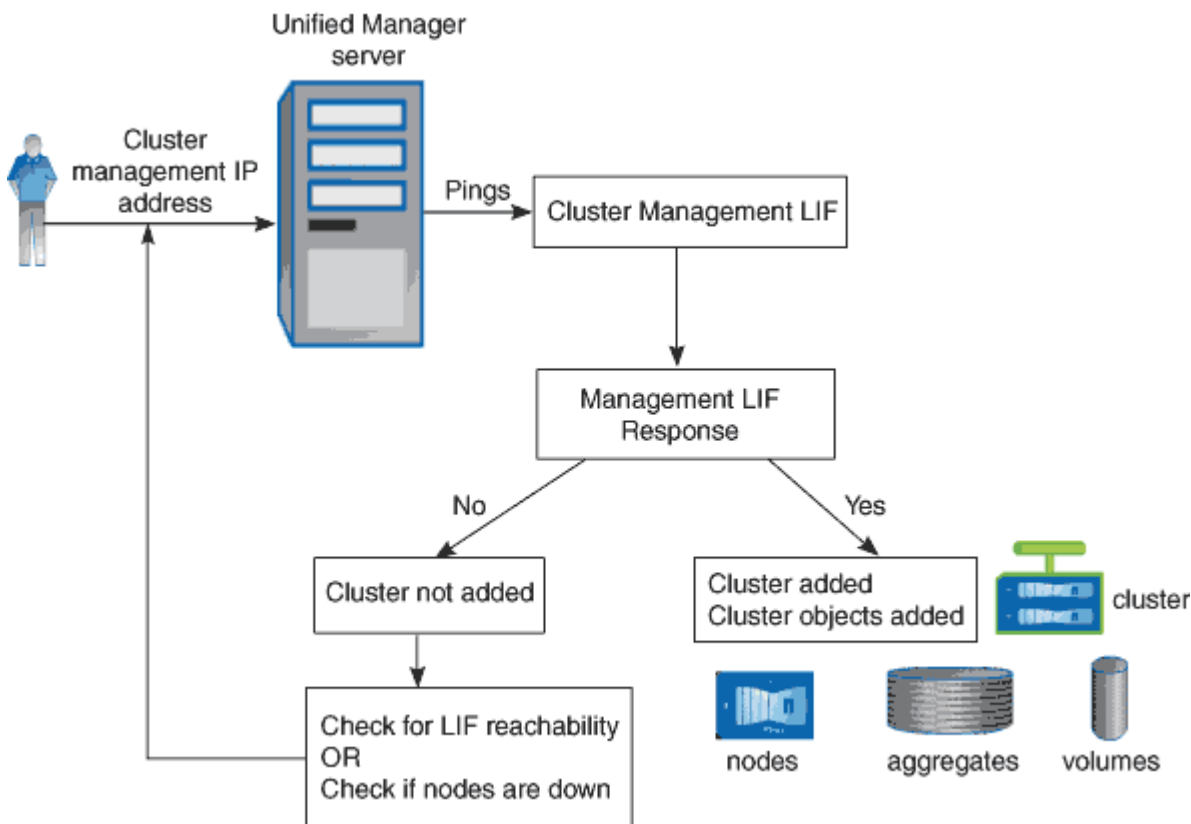 Unified Manager
server
Cluster
management IP
address
Pings
Cluster Management LIF
Management LIF
Response
No
Yes
Cluster not added
Cluster added
Cluster objects added
cluster
Check for LIF reachability
OR
Check if nodes are down
nodes
aggregates
volumes